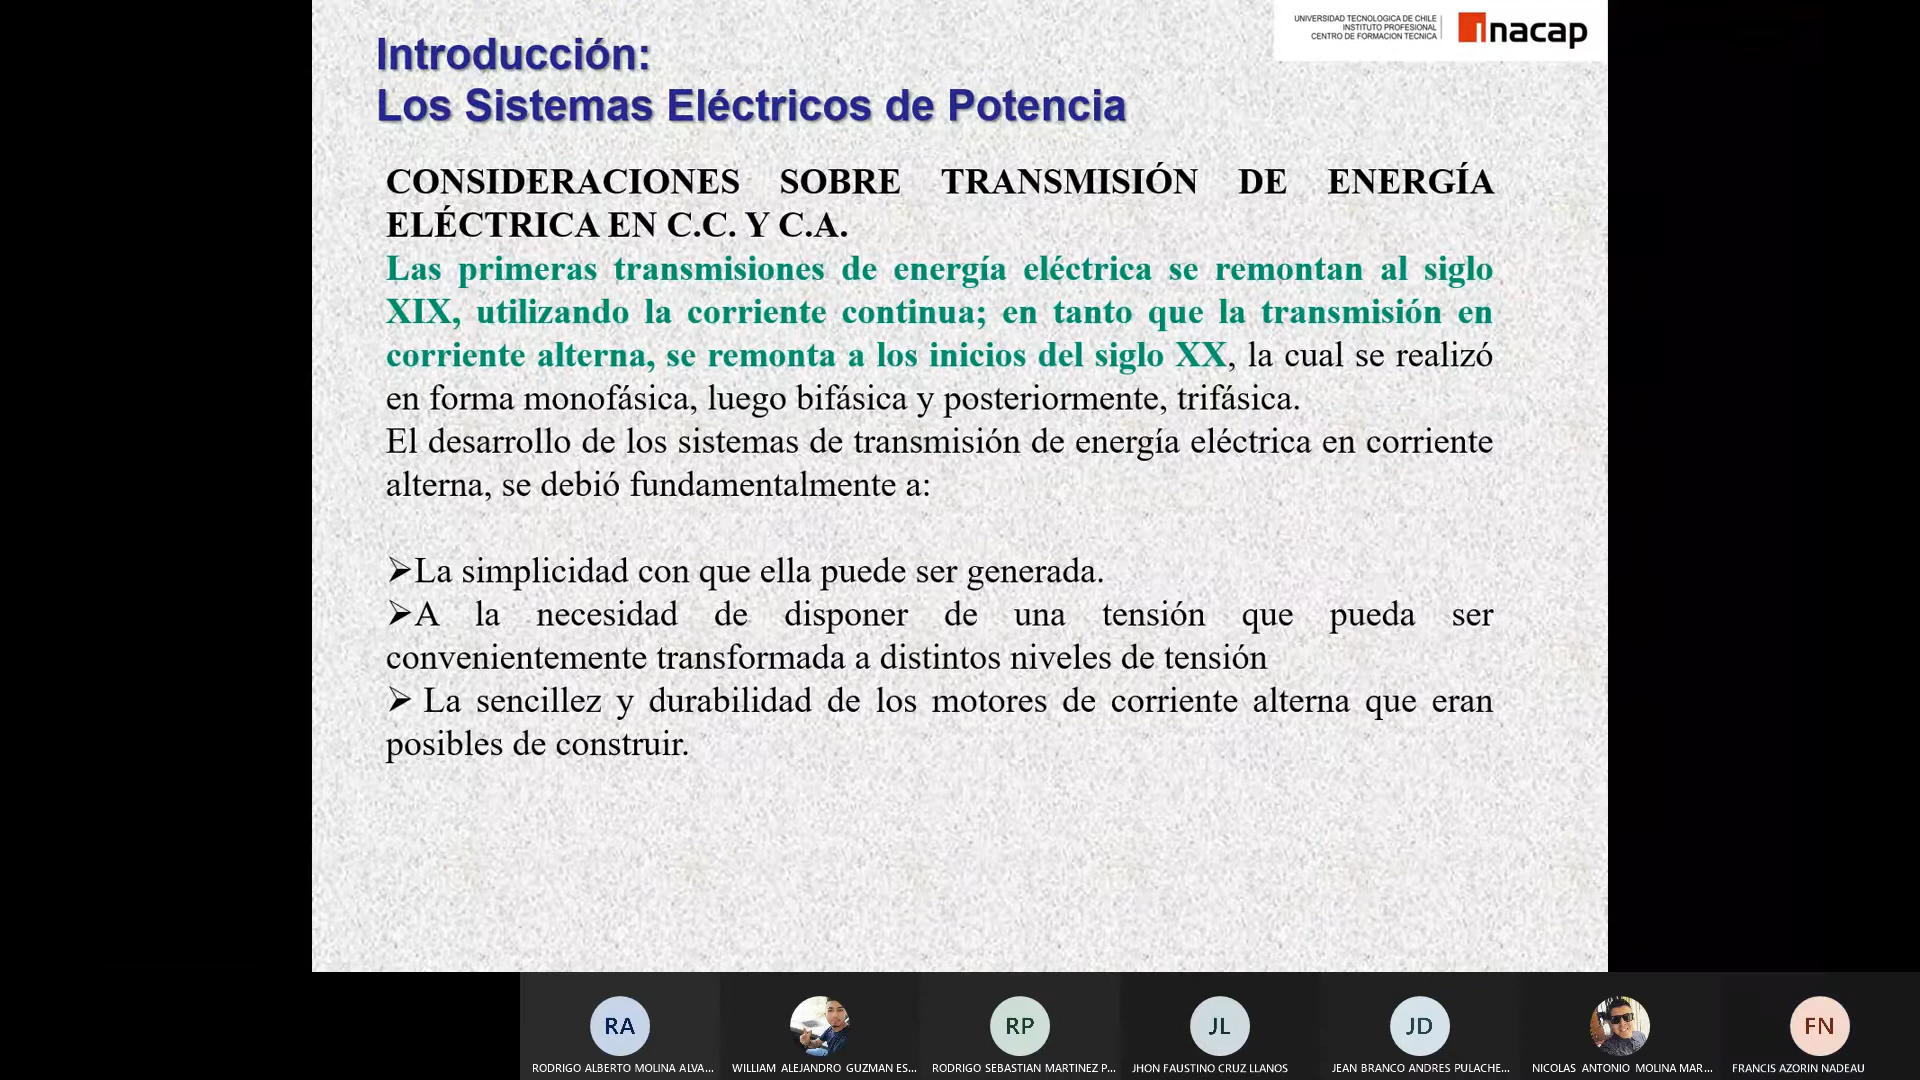 UNIVERSIDAD TECNOLOGICA DE CHILE
INSTITUTO PROFESIONAL
CENTRO DE FORMACION TECNICA
inacap
Introducción:
Los Sistemas Eléctricos de Potencia
CONSIDERACIONES SOBRE TRANSMISIÓN DE ENERGÍA
ELÉCTRICA EN C.C. Y C.A.
Las primeras transmisiones de energía eléctrica se remontan al siglo
XIX, utilizando la corriente continua; en tanto que la transmisión en
corriente alterna, se remonta a los inicios del siglo XX, la cual se realizó
en forma monofásica, luego bifásica y posteriormente, trifásica.
El desarrollo de los sistemas de transmisión de energía eléctrica en corriente
alterna, se debió fundamentalmente a:
➢La simplicidad con que ella puede ser generada.
➢A la necesidad de disponer de una tensión que pueda ser
convenientemente transformada a distintos niveles de tensión
➢ La sencillez y durabilidad de los motores de corriente alterna que eran
posibles de construir.
RA
RP
JL
JD
FN
RODRIGO ALBERTO MOLINA ALVA...
WILLIAM ALEJANDRO GUZMAN ES...
RODRIGO SEBASTIAN MARTINEZ P...
JHON FAUSTINO CRUZ LLANOS
JEAN BRANCO ANDRES PULACHE...
NICOLAS ANTONIO MOLINA MAR...
FRANCIS AZORIN NADEAU